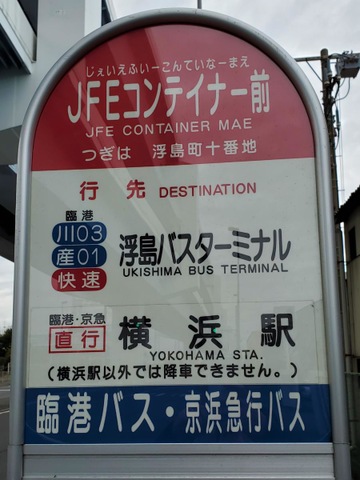 じぇいえふいーこんていなーまえ
JFEコンテイナー前
JFE CONTAINER MAE
つぎは 浮島町十番地
行先 DESTINATION
臨港
川03
産01
快速
浮島バスターミナル
UKISHIMA BUS TERMINAL
臨港・京急
直行
横浜駅
YOKOHAMA STA.
(横浜駅以外では降車できません。)
臨港バス・京浜急行バス